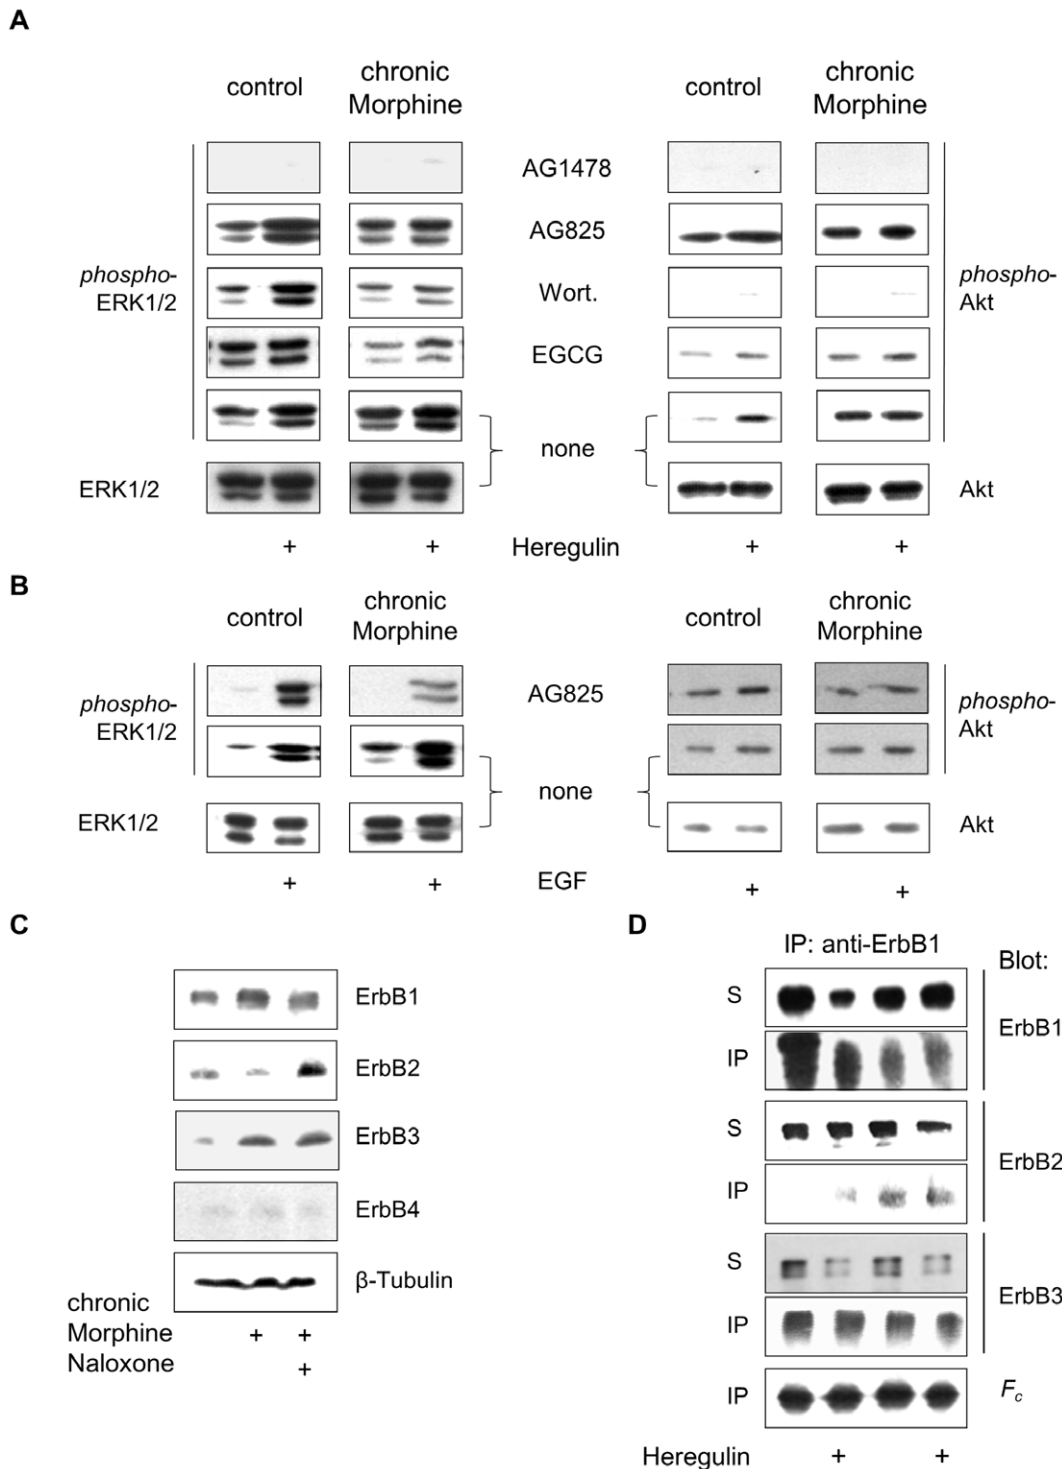 A
control
chronic
Morphine
control
chronic
Morphine
AG1478
AG825
phospho-
ERK1/2
Wort.
phospho-
Akt
EGCG
none
ERK1/2
Akt
+ + Heregulin + +
B
control
chronic
Morphine
control
chronic
Morphine
AG825
phospho-
ERK1/2
phospho-
Akt
none
ERK1/2
Akt
+ + EGF + +
C
ErbB1
ErbB2
ErbB3
ErbB4
β-Tubulin
chronic
Morphine + +
Naloxone +
D
IP: anti-ErbB1
Blot:
S
ErbB1
IP
S
ErbB2
IP
S
ErbB3
IP
IP
Fc
Heregulin + +